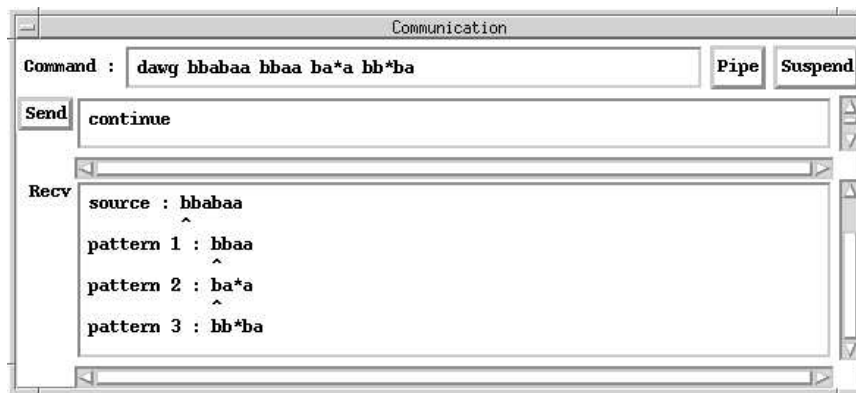 Communication
Command : dawg bbabaa bbaa ba*a bb*ba Pipe Suspend
Send continue
Recv
source : bbabaa
^
pattern 1 : bbaa
^
pattern 2 : ba*a
^
pattern 3 : bb*ba